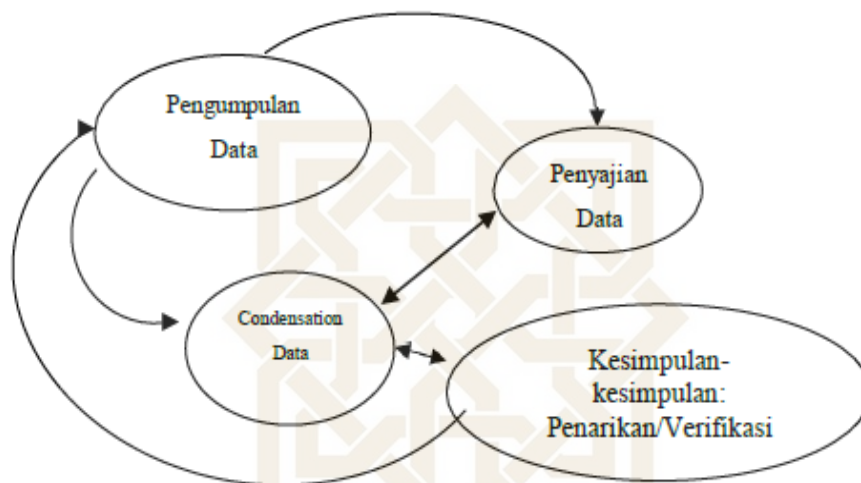 Pengumpulan
Data
Penyajian
Data
Condensation
Data
Kesimpulan-
kesimpulan:
Penarikan/Verifikasi